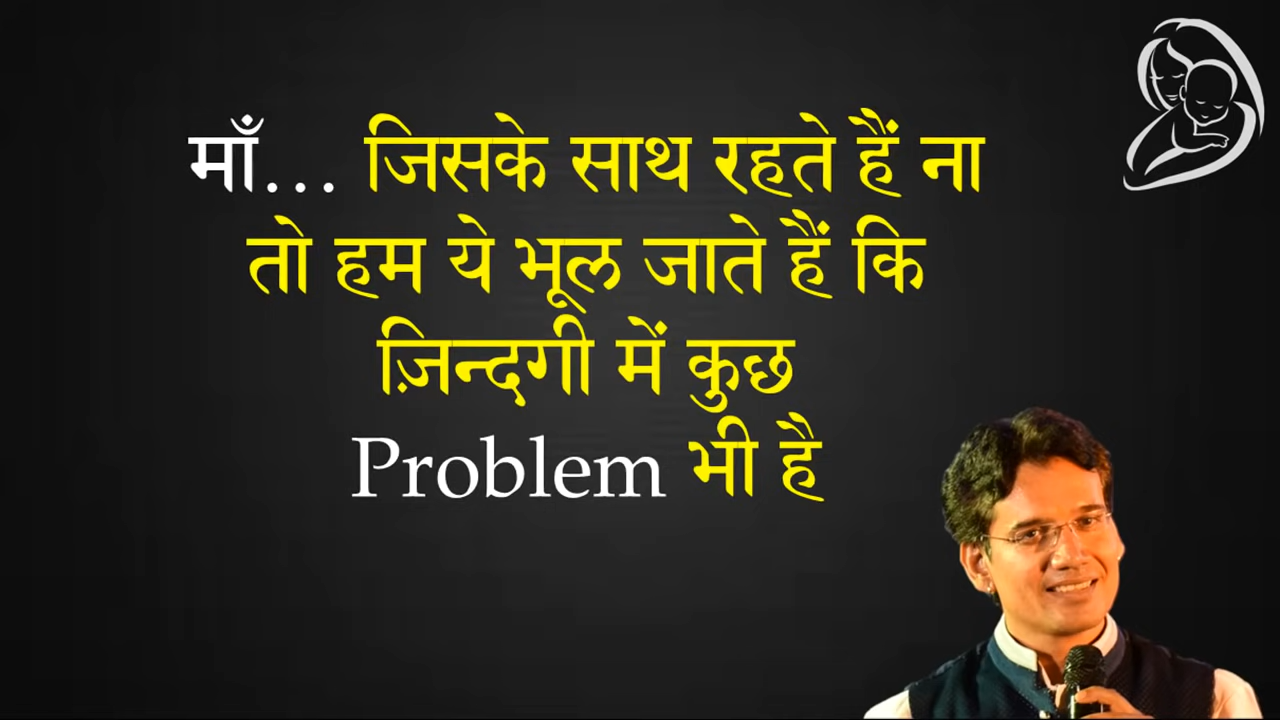 माँ... जिसके साथ रहते हैं ना
तो हम ये भूल जाते हैं कि
ज़िन्दगी में कुछ
Problem भी है